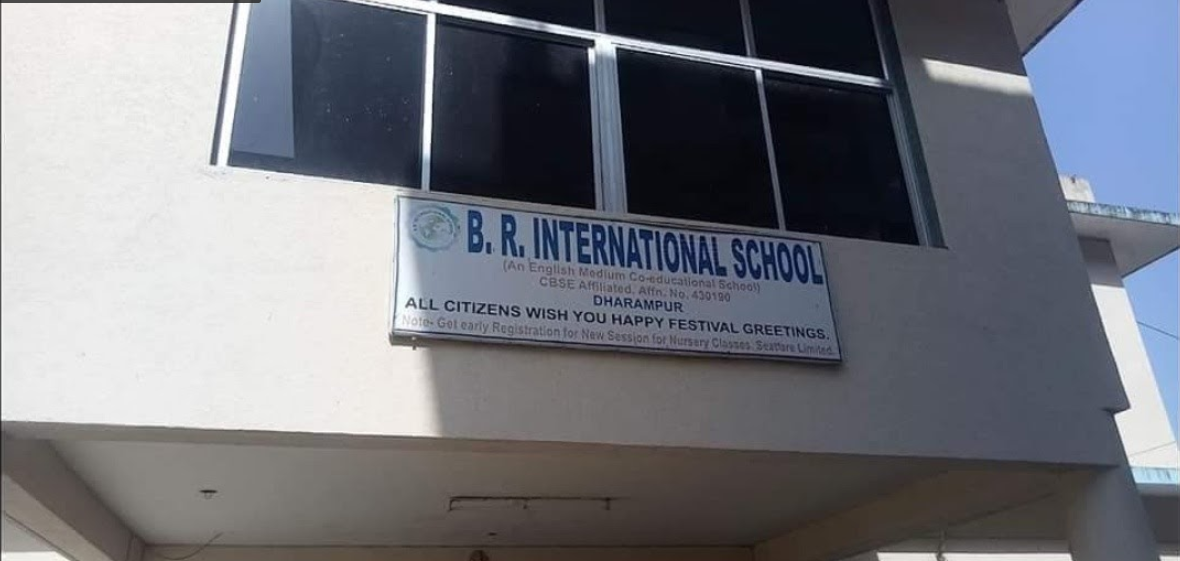 B. R. INTERNATIONAL SCHOOL
(An English Medium Co-educational School)
CBSE Affiliated, Affn. No. 430190
DHARAMPUR
ALL CITIZENS WISH YOU HAPPY FESTIVAL GREETINGS.
Note- Get early Registration for New Session for Nursery Classes. Limited.